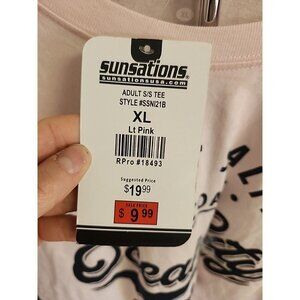 sunsations®
sunsationsusa.com
ADULT S/S TEE
STYLE #SSNI21B
XL
Lt Pink
RPro #18493
Suggested Price
$19.99
SALE PRICE
$9.99